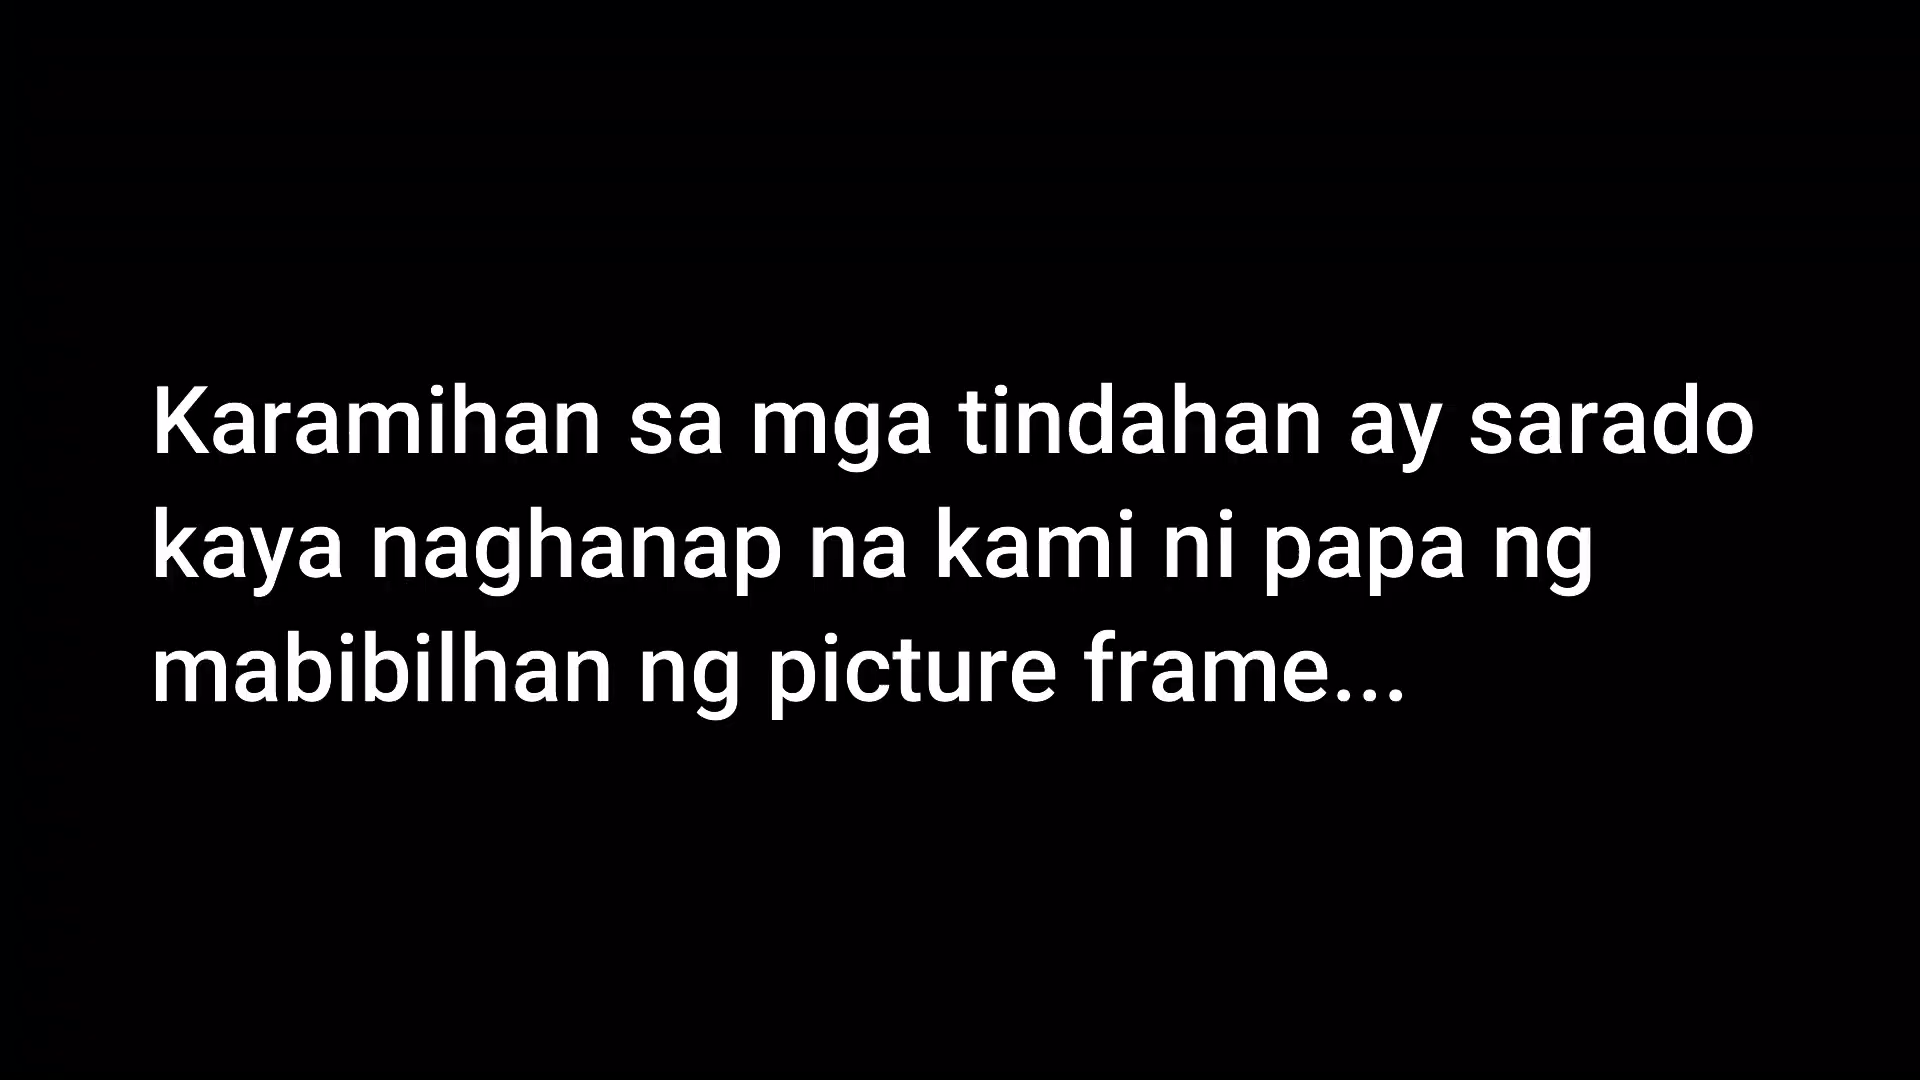 Karamihan sa mga tindahan ay sarado
kaya naghanap na kami ni papa ng
mabibilhan ng picture frame...